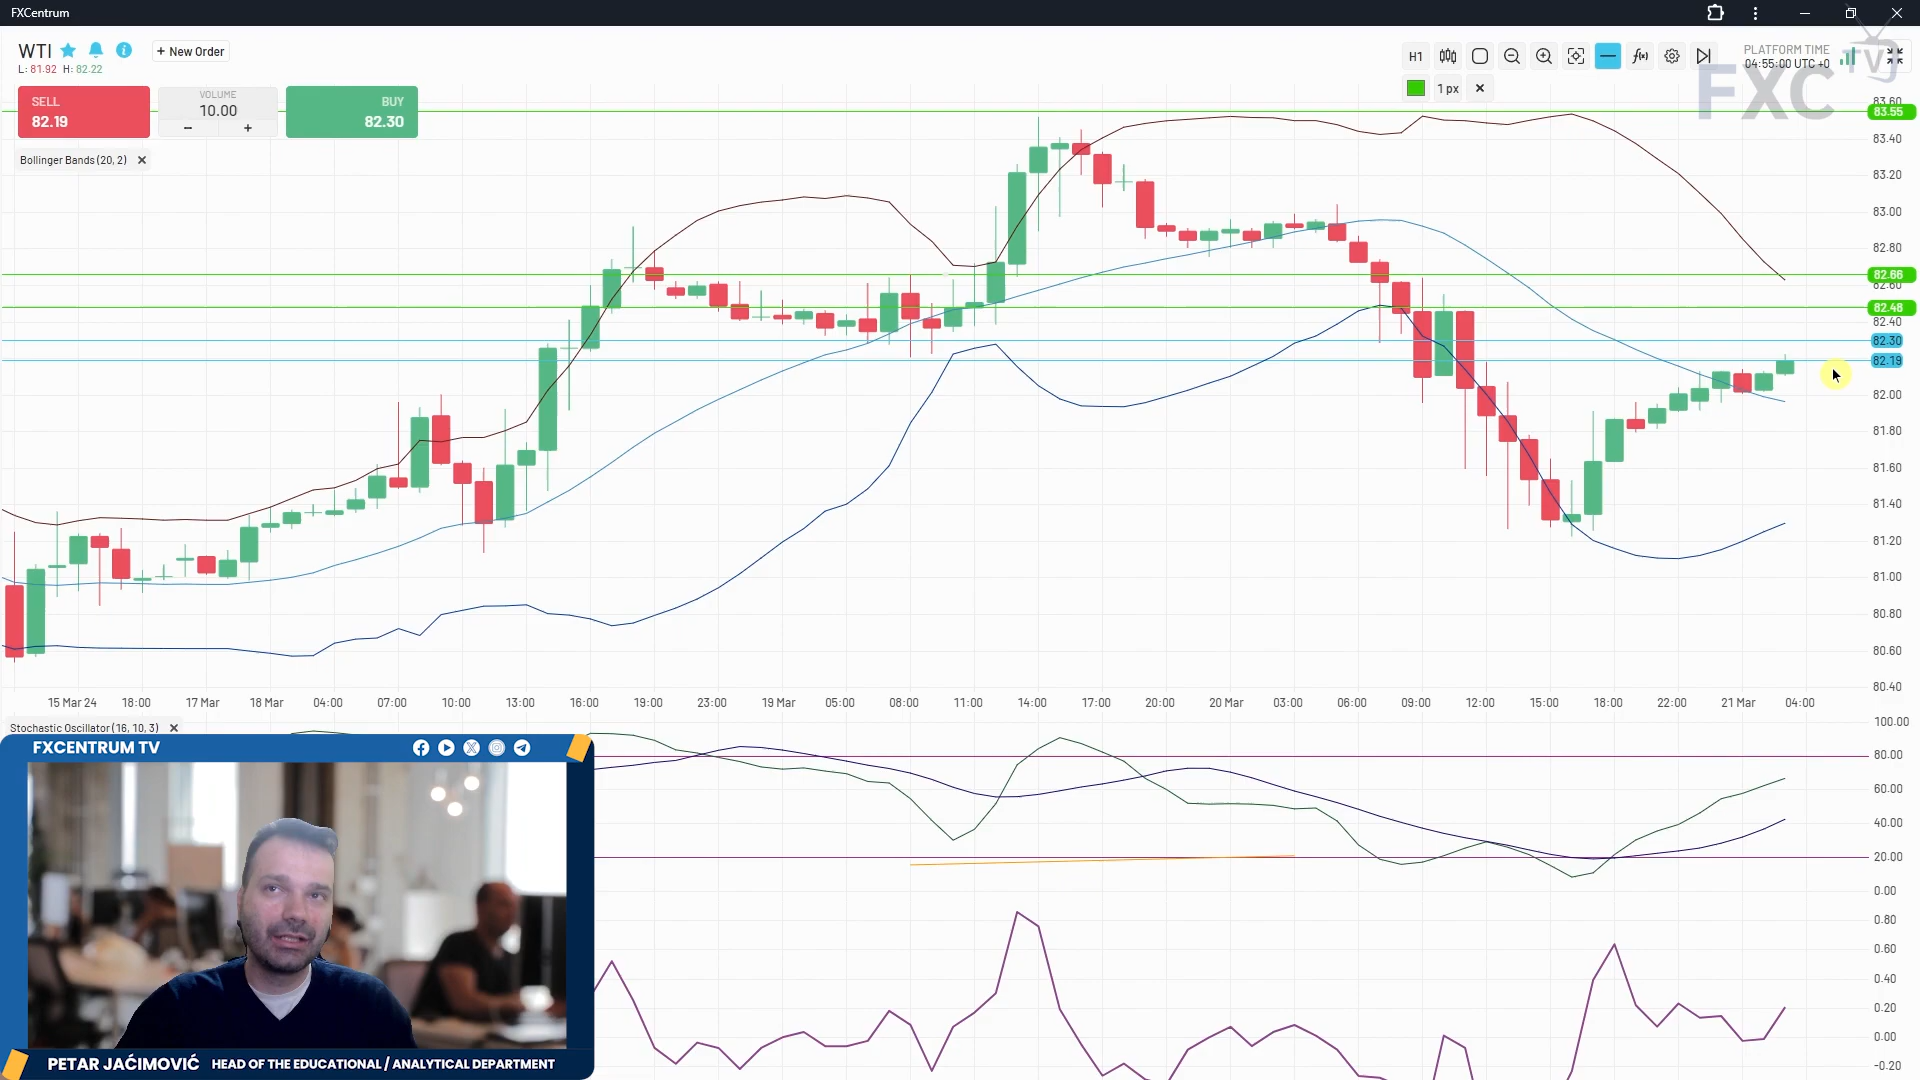 FXCentrum
WTI
+ New Order
L: 81.92 H: 82.22
H1
PLATFORM TIME
04:55:00 UTC +0
1 px
FXC TV
SELL
82.19
VOLUME
10.00
BUY
82.30
Bollinger Bands (20, 2)
83.60
83.55
83.40
83.20
83.00
82.80
82.66
82.60
82.48
82.40
82.30
82.19
82.00
81.80
81.60
81.40
81.20
81.00
80.80
80.60
80.40
15 Mar 24 18:00 17 Mar 18 Mar 04:00 07:00 10:00 13:00 16:00 19:00 23:00 19 Mar 05:00 08:00 11:00 14:00 17:00 20:00 20 Mar 03:00 06:00 09:00 12:00 15:00 18:00 22:00 21 Mar 04:00
Stochastic Oscillator (16, 10, 3)
100.00
80.00
60.00
40.00
20.00
0.00
0.80
0.60
0.40
0.20
0.00
-0.20
FXCENTRUM TV
PETAR JAĆIMOVIĆ HEAD OF THE EDUCATIONAL / ANALYTICAL DEPARTMENT